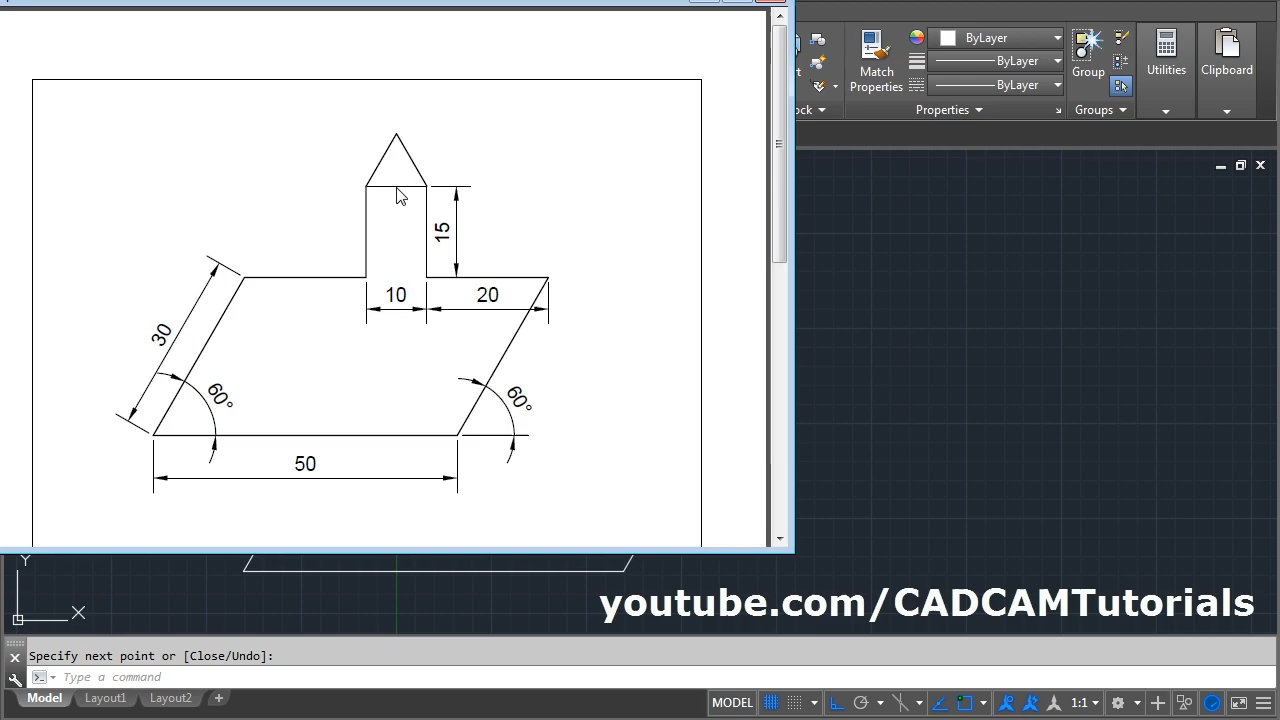 ByLayer
ByLayer
ByLayer
Match
Properties
Group
Utilities
Clipboard
ock
Properties
Groups
15
10
20
30
60°
60°
50
Y
X
youtube.com/CADCAMTutorials
Specify next point or [Close/Undo]:
Type a command
Model
Layout1
Layout2
+
MODEL
1:1